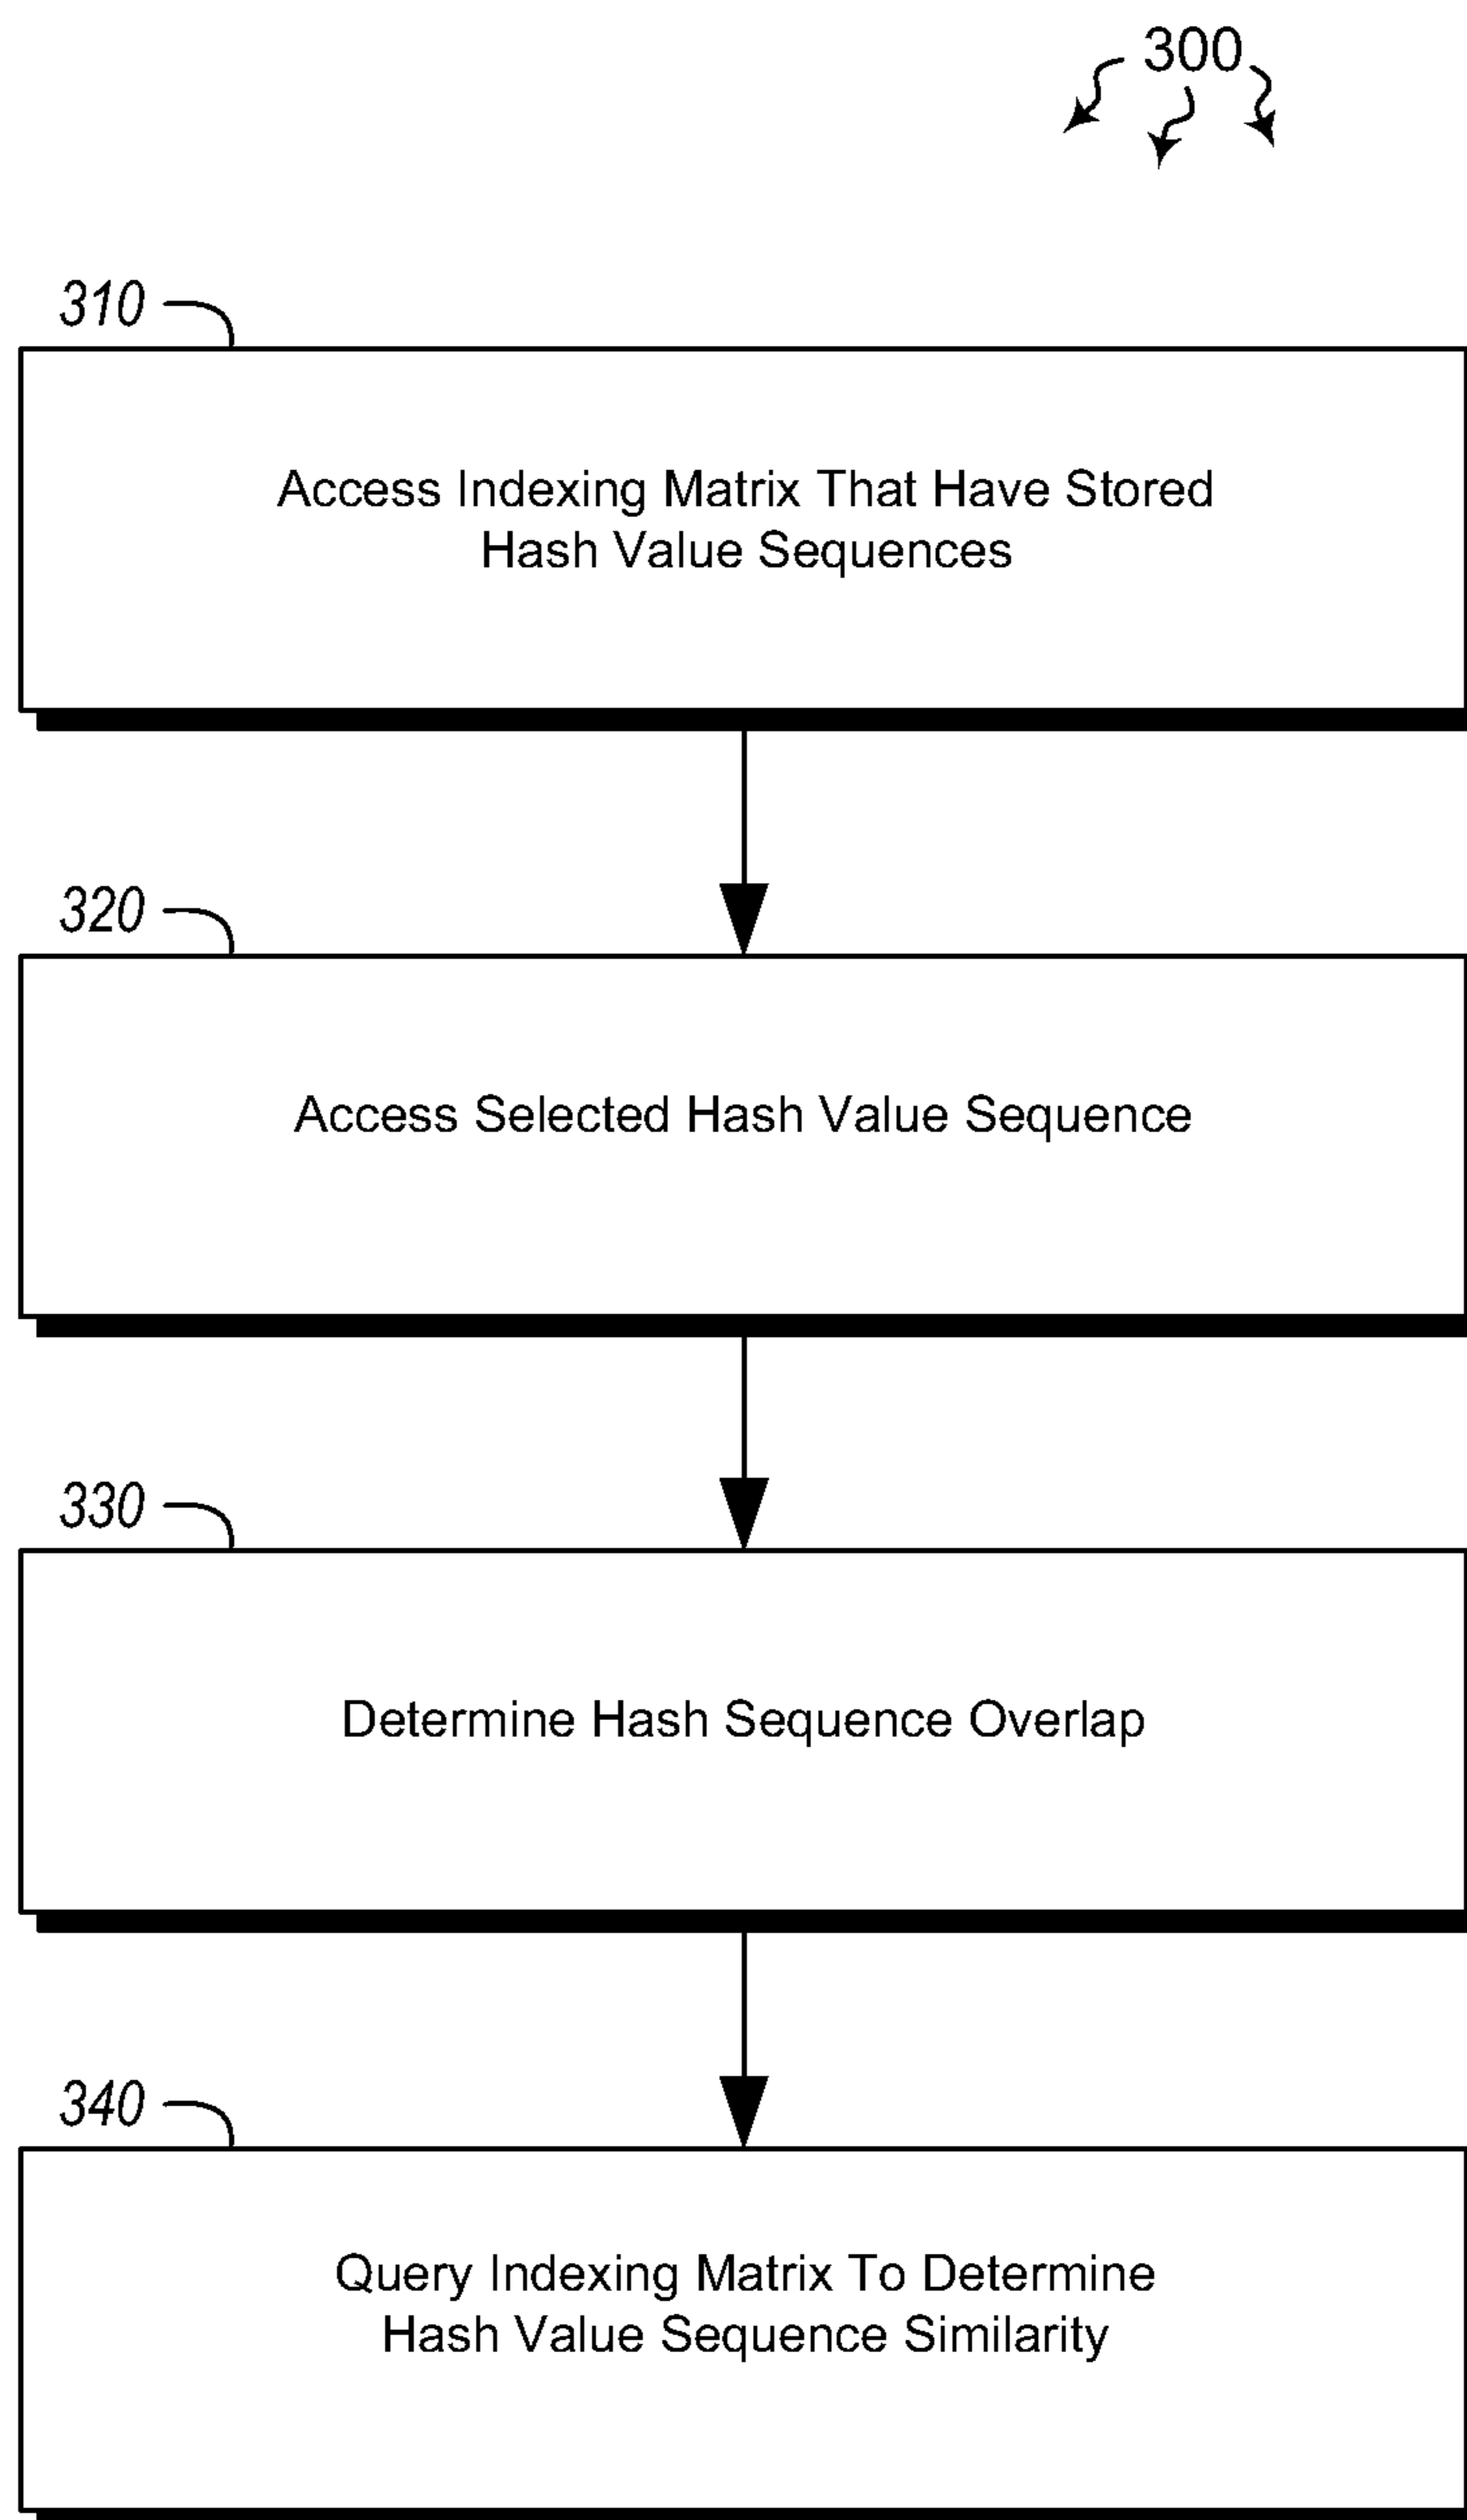 300
310
Access Indexing Matrix That Have Stored
Hash Value Sequences
320
Access Selected Hash Value Sequence
330
Determine Hash Sequence Overlap
340
Query Indexing Matrix To Determine
Hash Value Sequence Similarity